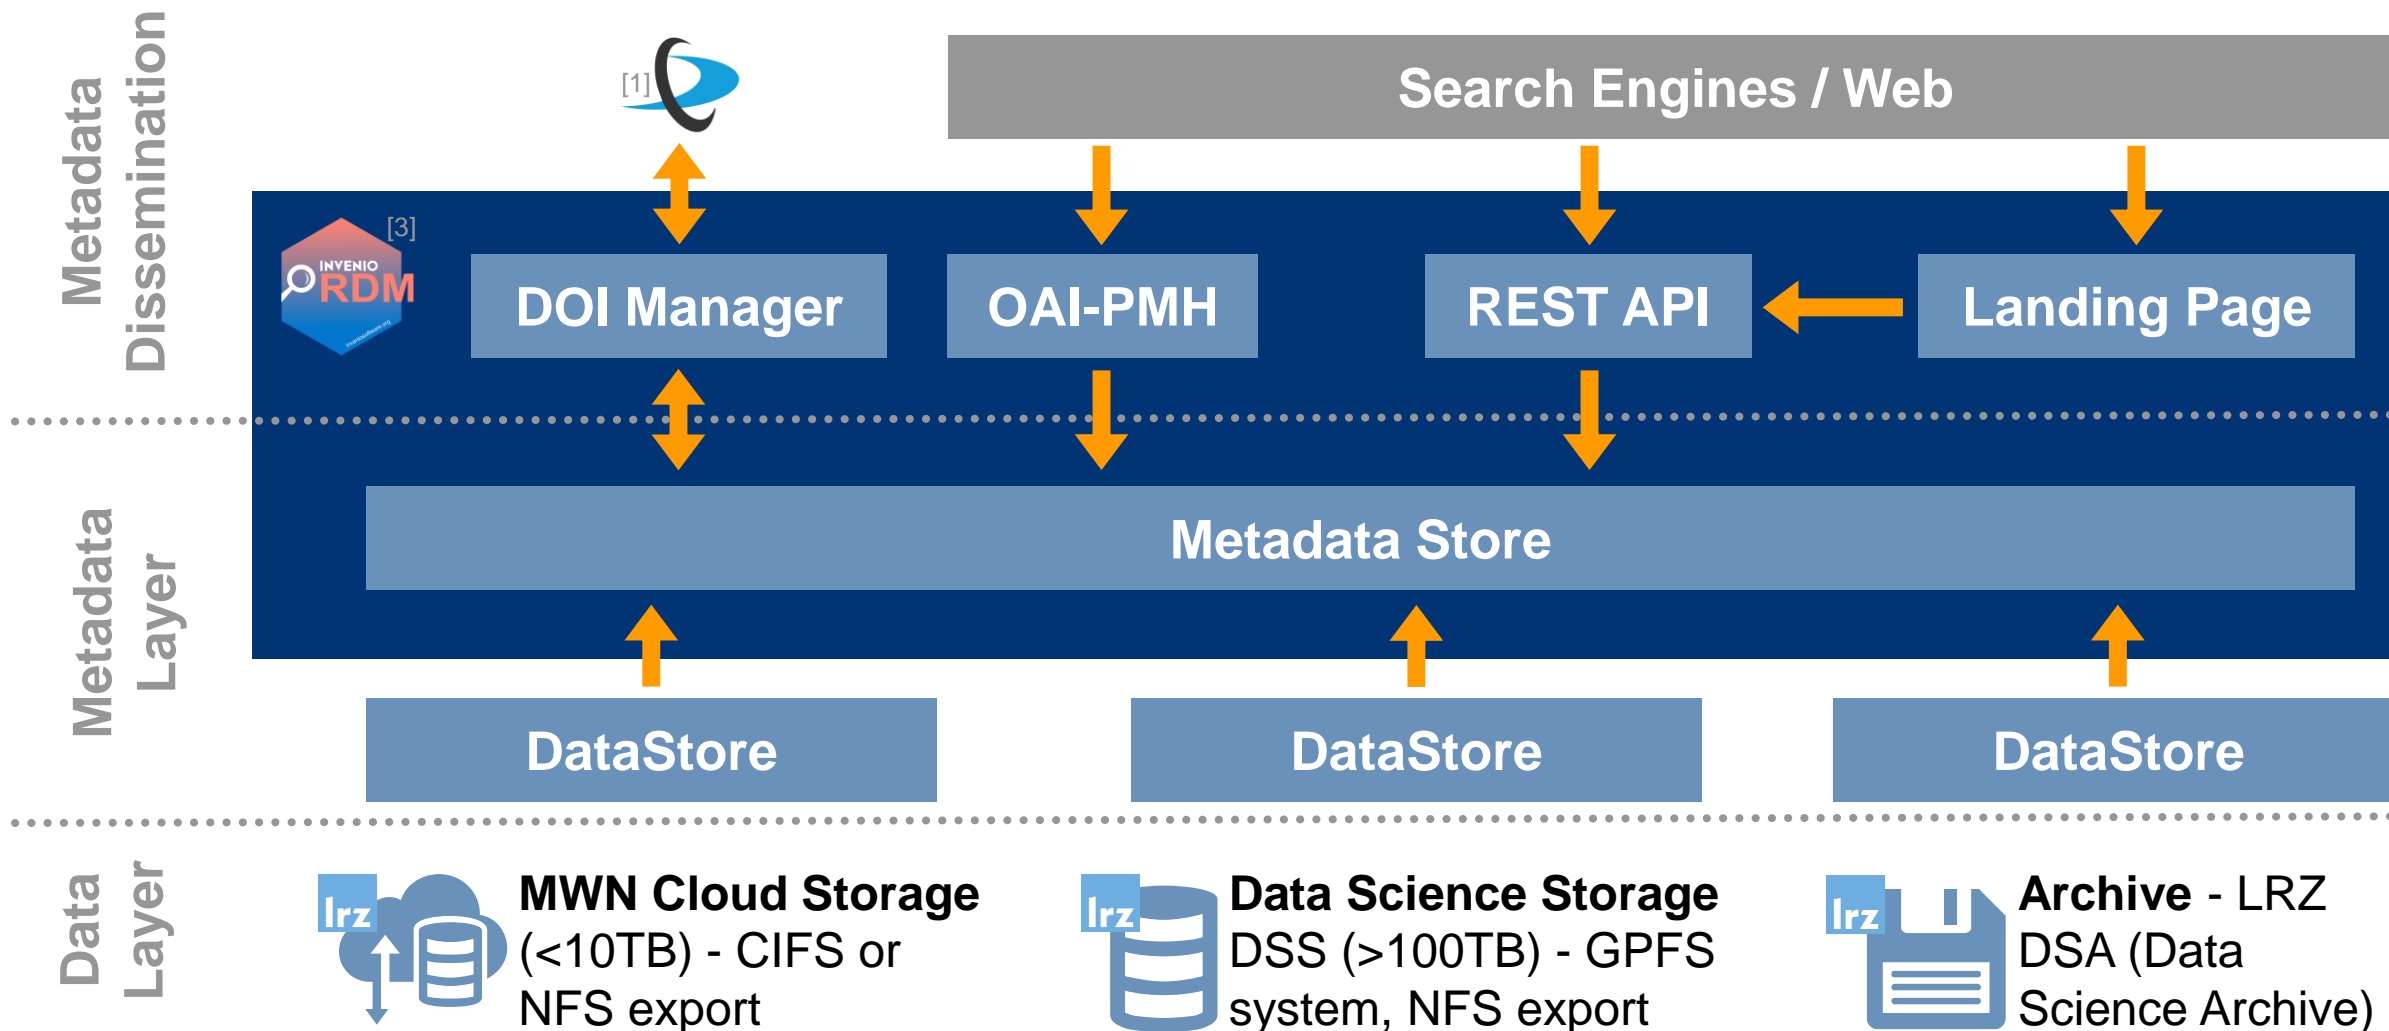 Metadata
Dissemination
[1]
Search Engines / Web
[3]
INVENIO
RDM
inveniosoftware.org
DOI Manager
OAI-PMH
REST API
Landing Page
Metadata
Layer
Metadata Store
DataStore
DataStore
DataStore
Data
Layer
lrz
MWN Cloud Storage
(<10TB) - CIFS or
NFS export
lrz
Data Science Storage
DSS (>100TB) - GPFS
system, NFS export
lrz
Archive - LRZ
DSA (Data
Science Archive)